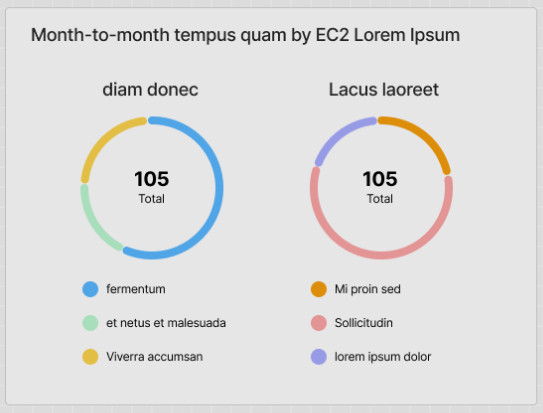 Month-to-month tempus quam by EC2 Lorem Ipsum
diam donec
105
Total
fermentum
et netus et malesuada
Viverra accumsan
Lacus laoreet
105
Total
Mi proin sed
Sollicitudin
lorem ipsum dolor